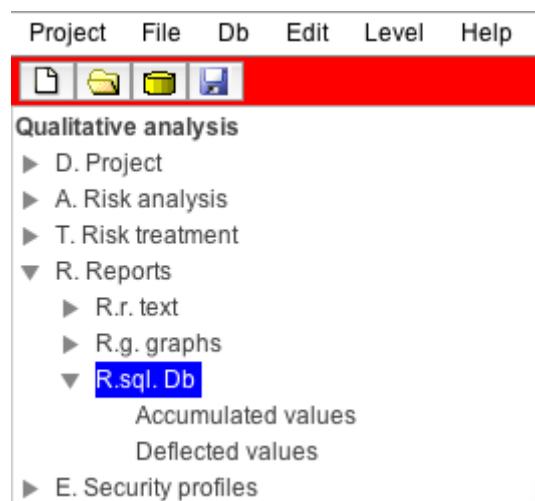 Project File Db Edit Level Help
Qualitative analysis
D. Project
A. Risk analysis
T. Risk treatment
R. Reports
R.r. text
R.g. graphs
R.sql. Db
Accumulated values
Deflected values
E. Security profiles